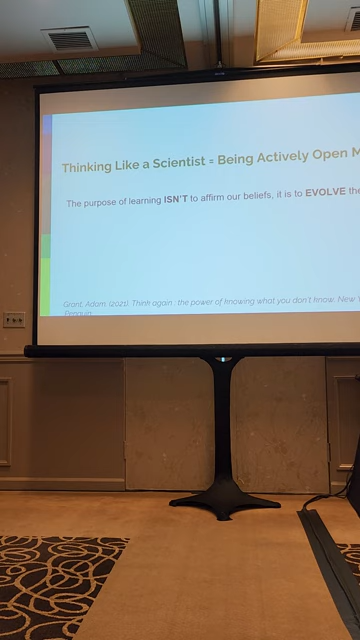 Thinking Like a Scientist = Being Actively Open M
The purpose of learning ISN'T to affirm our beliefs, it is to EVOLVE the
Grant, Adam. (2021). Think again : the power of knowing what you don't know. New
Penguin.